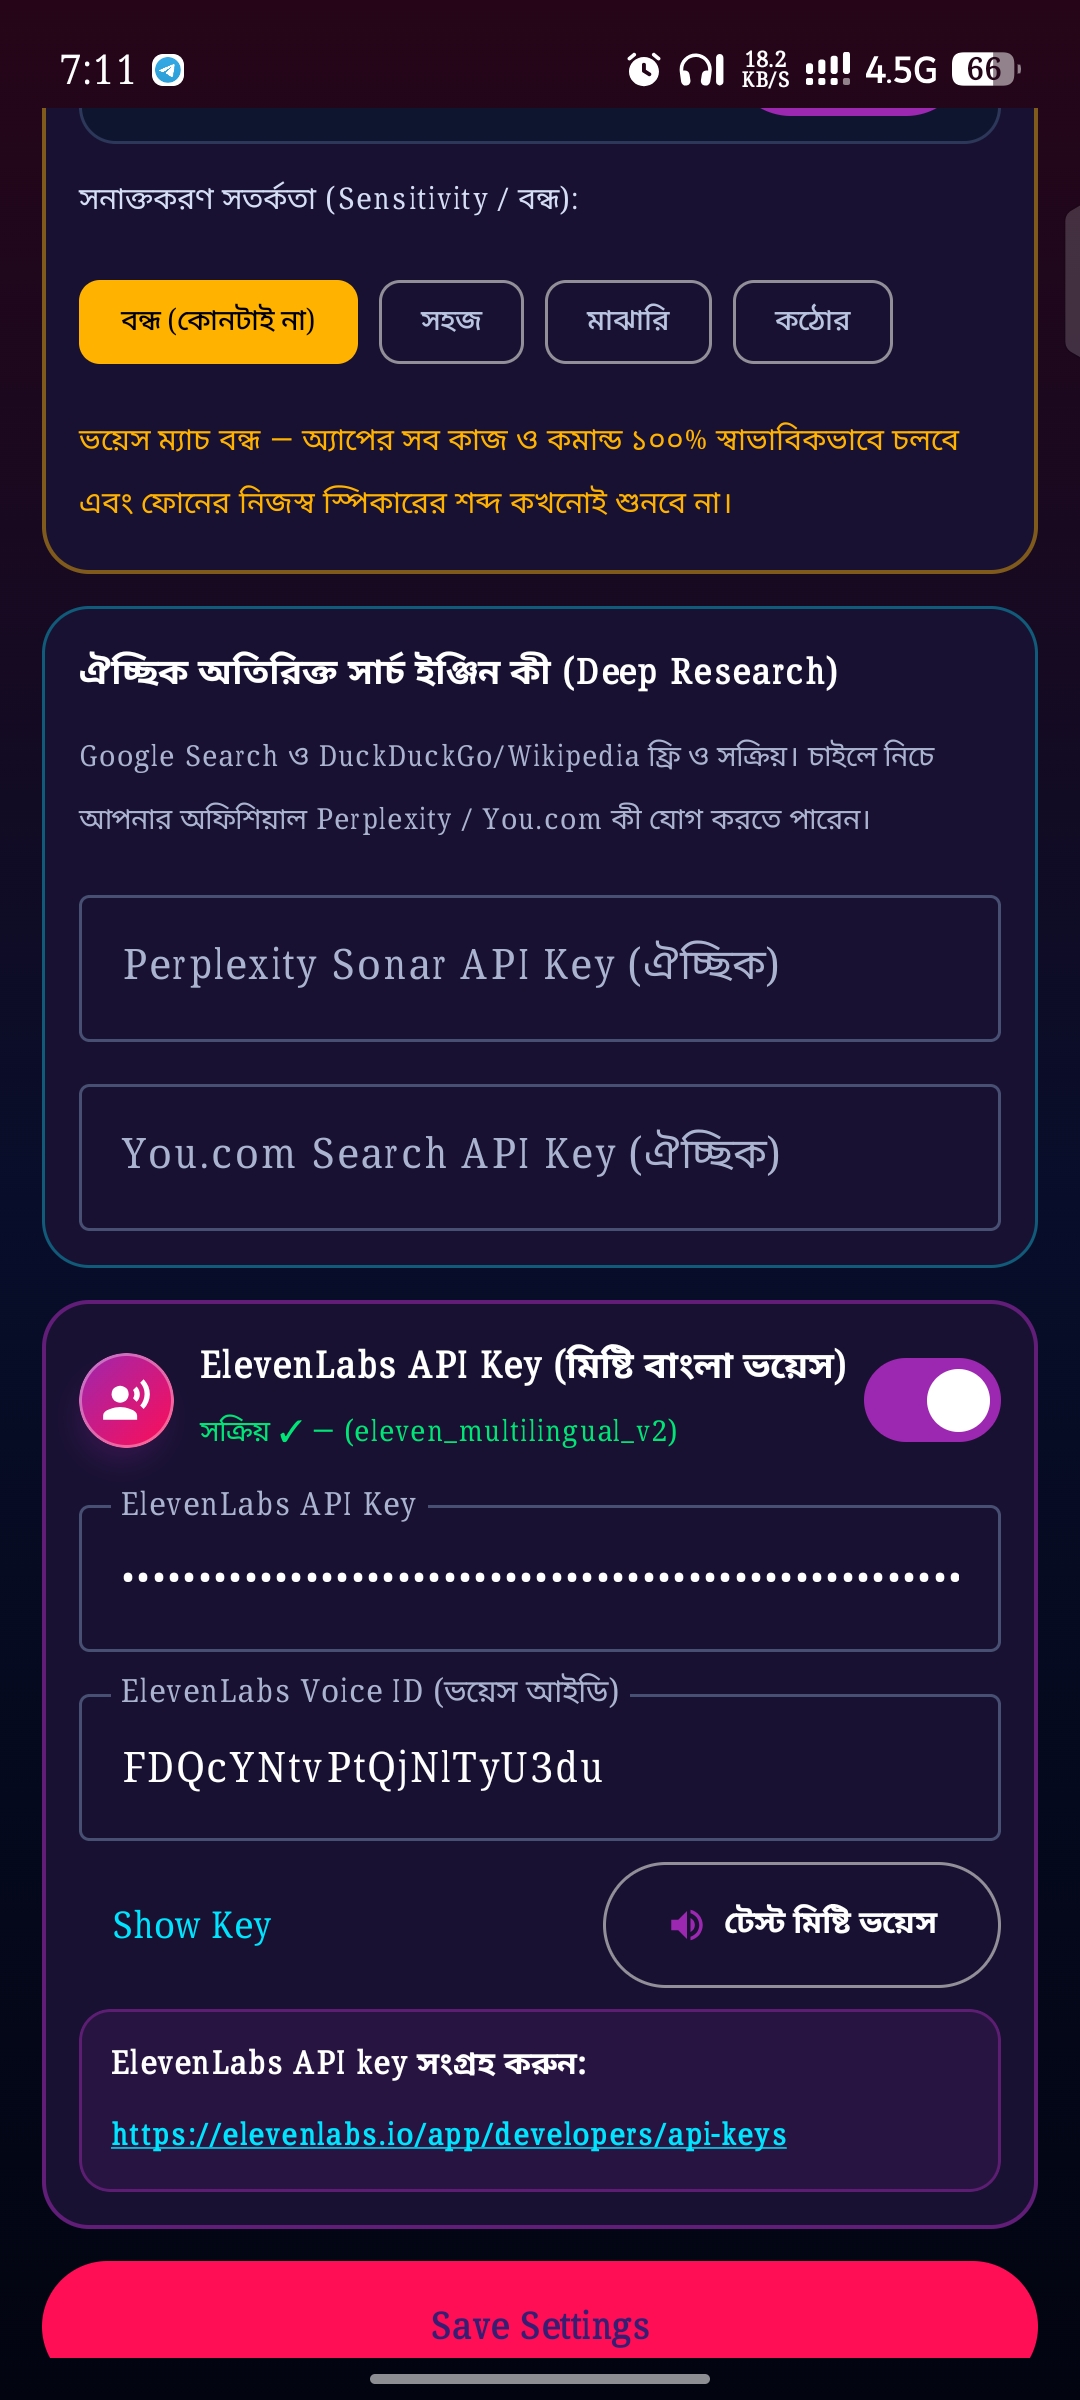 7:11
18.2 KB/S 4.5G 66
সনাক্তকরণ সতর্কতা (Sensitivity / বন্ধ):
বন্ধ (কোনটাই না) সহজ মাঝারি কঠোর
ভয়েস ম্যাচ বন্ধ — অ্যাপের সব কাজ ও কমান্ড ১০০% স্বাভাবিকভাবে চলবে
এবং ফোনের নিজস্ব স্পিকারের শব্দ কখনোই শুনবে না।
ঐচ্ছিক অতিরিক্ত সার্চ ইঞ্জিন কী (Deep Research)
Google Search ও DuckDuckGo/Wikipedia ফ্রি ও সক্রিয়। চাইলে নিচে
আপনার অফিশিয়াল Perplexity / You.com কী যোগ করতে পারেন।
Perplexity Sonar API Key (ঐচ্ছিক)
You.com Search API Key (ঐচ্ছিক)
ElevenLabs API Key (মিষ্টি বাংলা ভয়েস)
সক্রিয় ✓ — (eleven_multilingual_v2)
ElevenLabs API Key
ElevenLabs Voice ID (ভয়েস আইডি)
FDQcYNtvPtQjNlTyU3du
Show Key টেস্ট মিষ্টি ভয়েস
ElevenLabs API key সংগ্রহ করুন:
https://elevenlabs.io/app/developers/api-keys
Save Settings